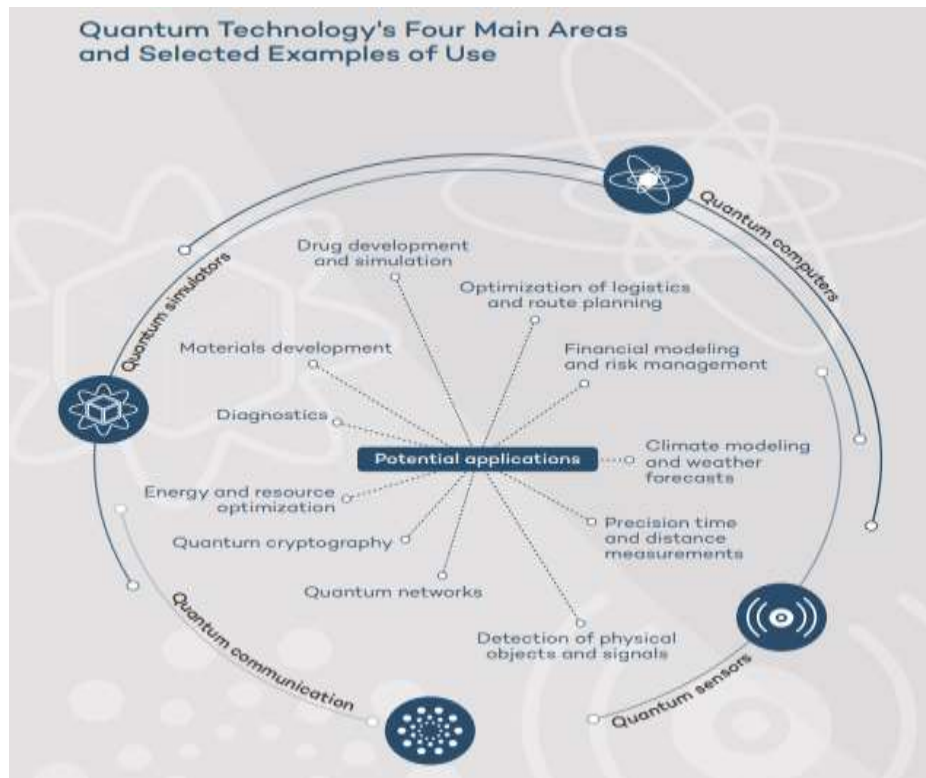 Quantum Technology's Four Main Areas
and Selected Examples of Use
Quantum computers
Quantum simulators
Drug development
and simulation
Optimization of logistics
and route planning
Materials development
Financial modeling
and risk management
Diagnostics
Potential applications
Climate modeling
and weather
forecasts
Energy and resource
optimization
Precision time
and distance
measurements
Quantum cryptography
Quantum networks
Detection of physical
objects and signals
Quantum communication
Quantum sensors